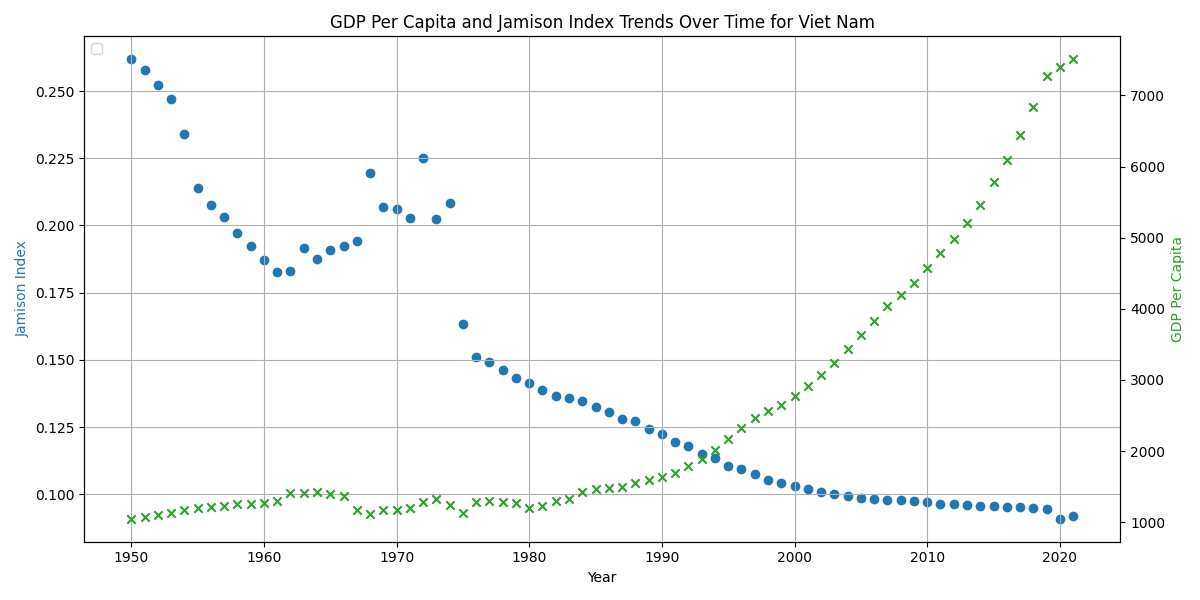 GDP Per Capita and Jamison Index Trends Over Time for Viet Nam
Jamison Index
0.250
0.225
0.200
0.175
0.150
0.125
0.100
7000
6000
5000
4000
3000
2000
1000
GDP Per Capita
1950 1960 1970 1980 1990 2000 2010 2020
Year